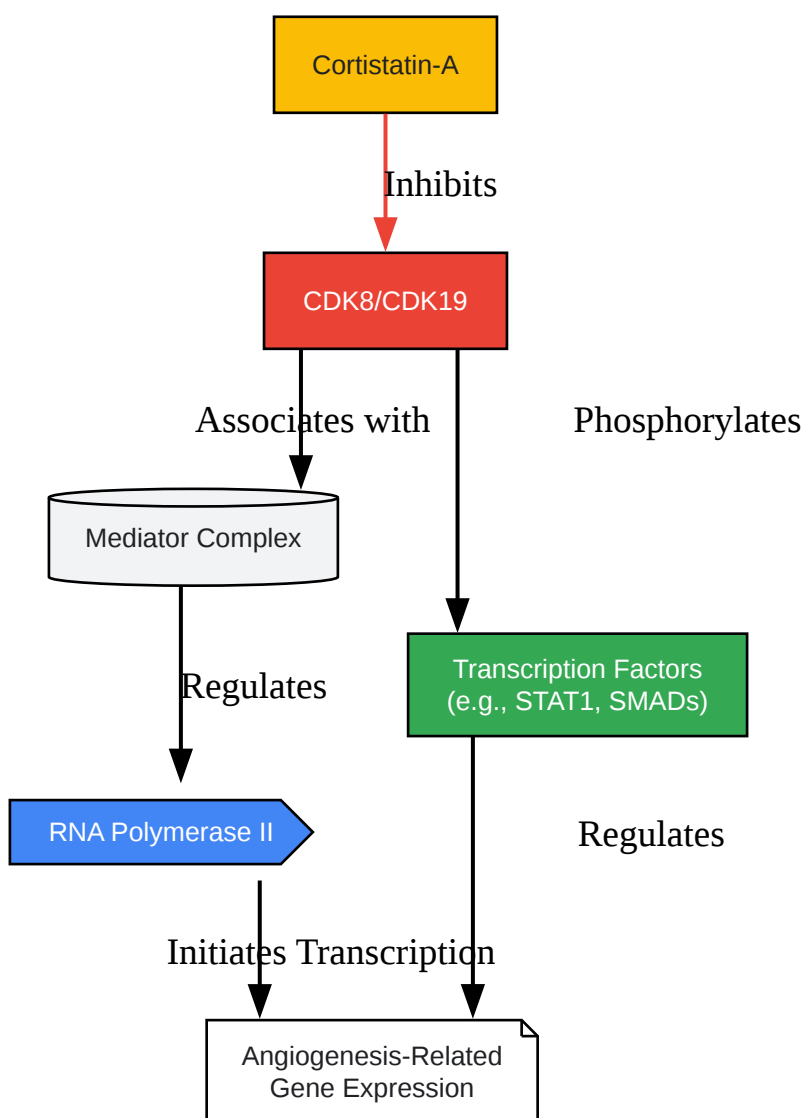 Cortistatin-A
Inhibits
CDK8/CDK19
Associates with
Phosphorylates
Mediator Complex
Transcription Factors
(e.g., STAT1, SMADs)
Regulates
RNA Polymerase II
Regulates
Initiates Transcription
Angiogenesis-Related
Gene Expression